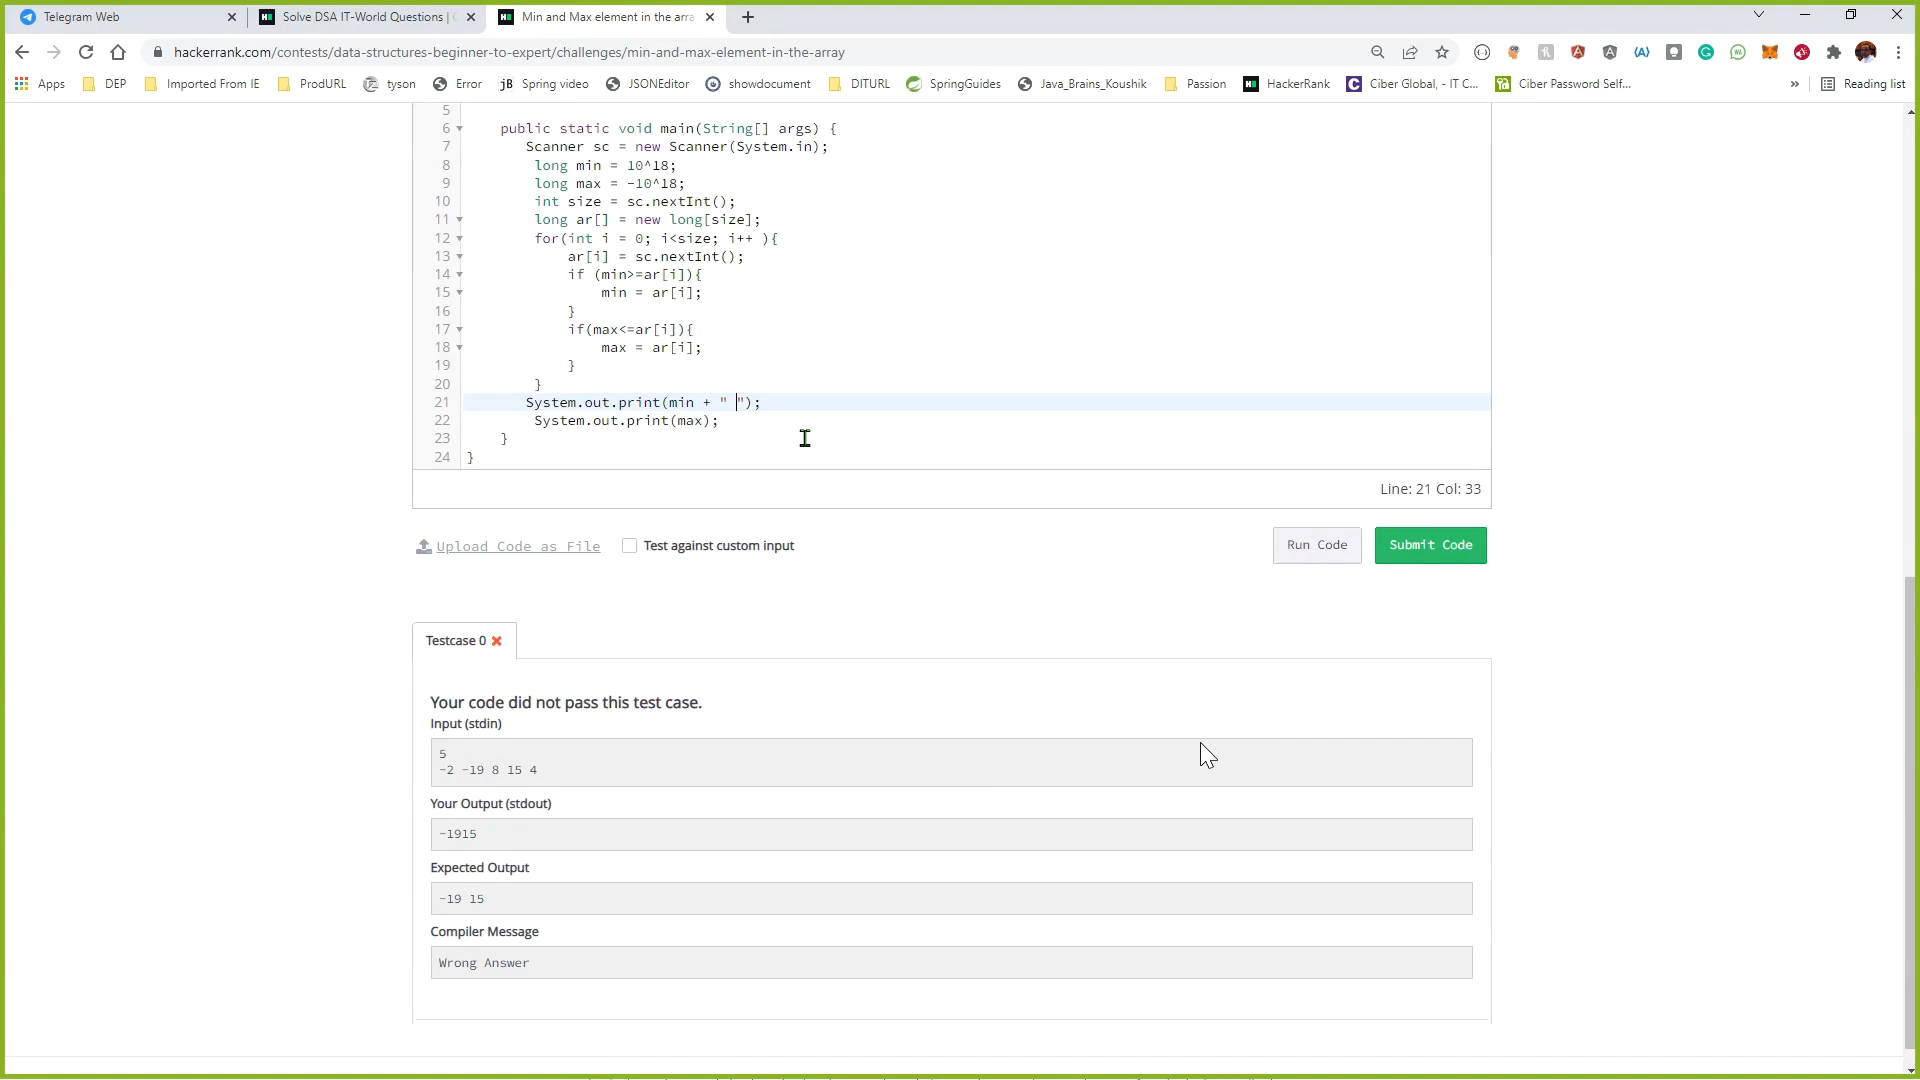 Telegram Web
Solve DSA IT-World Questions |
Min and Max element in the arra
hackerrank.com/contests/data-structures-beginner-to-expert/challenges/min-and-max-element-in-the-array
Apps DEP Imported From IE ProdURL tyson Error jB Spring video JSONEditor showdocument DITURL SpringGuides Java_Brains_Koushik Passion HackerRank Ciber Global, - IT C... Ciber Password Self... » Reading list
5
6 public static void main(String[] args) {
7 Scanner sc = new Scanner(System.in);
8 long min = 10^18;
9 long max = -10^18;
10 int size = sc.nextInt();
11 long ar[] = new long[size];
12 for(int i = 0; i<size; i++ ){
13 ar[i] = sc.nextInt();
14 if (min>=ar[i]){
15 min = ar[i];
16 }
17 if(max<=ar[i]){
18 max = ar[i];
19 }
20 }
21 System.out.print(min + " ");
22 System.out.print(max);
23 }
24 }
Line: 21 Col: 33
Upload Code as File Test against custom input Run Code Submit Code
Testcase 0
Your code did not pass this test case.
Input (stdin)
5
-2 -19 8 15 4
Your Output (stdout)
-1915
Expected Output
-19 15
Compiler Message
Wrong Answer